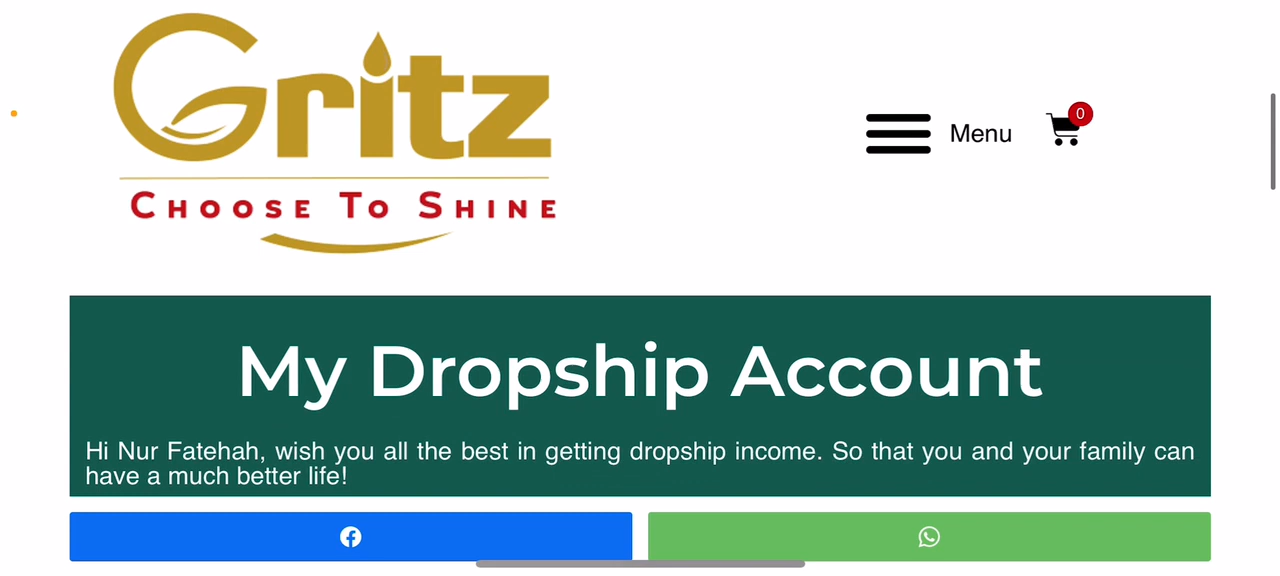 Gritz
CHOOSE TO SHINE
Menu
0
My Dropship Account
Hi Nur Fatehah, wish you all the best in getting dropship income. So that you and your family can
have a much better life!